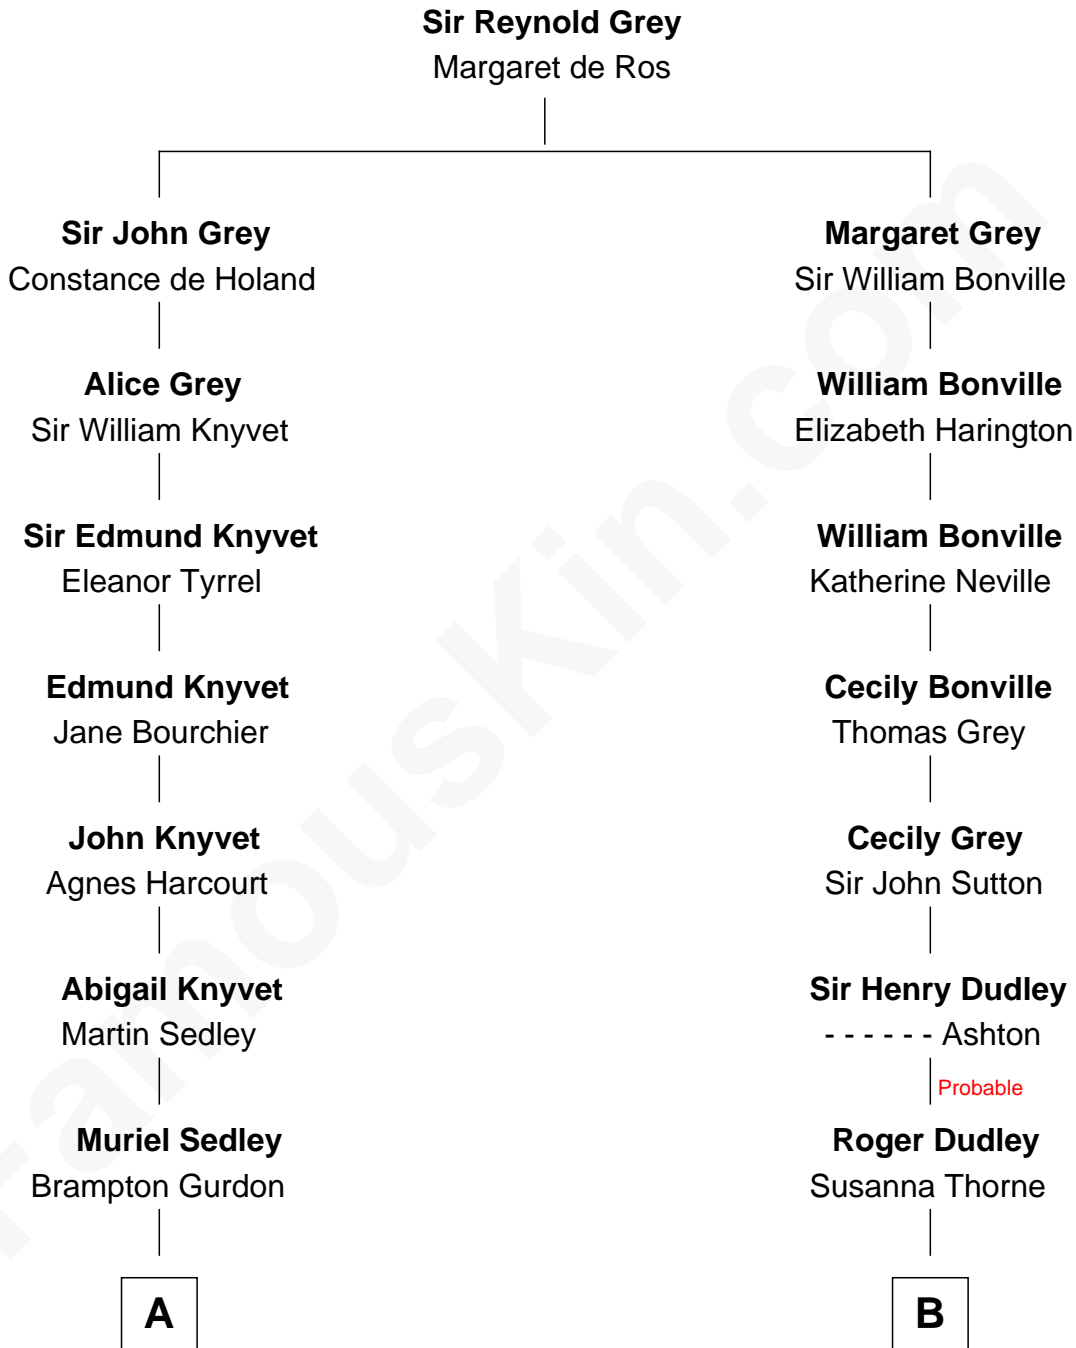 Sir Reynold Grey
Margaret de Ros
Sir John Grey
Constance de Holand
Margaret Grey
Sir William Bonville
Alice Grey
Sir William Knyvet
William Bonville
Elizabeth Harington
Sir Edmund Knyvet
Eleanor Tyrrel
William Bonville
Katherine Neville
Edmund Knyvet
Jane Bourchier
Cecily Bonville
Thomas Grey
John Knyvet
Agnes Harcourt
Cecily Grey
Sir John Sutton
Abigail Knyvet
Martin Sedley
Sir Henry Dudley
- - - - - - Ashton
Probable
Muriel Sedley
Brampton Gurdon
Roger Dudley
Susanna Thorne
A
B
FamousKin.com